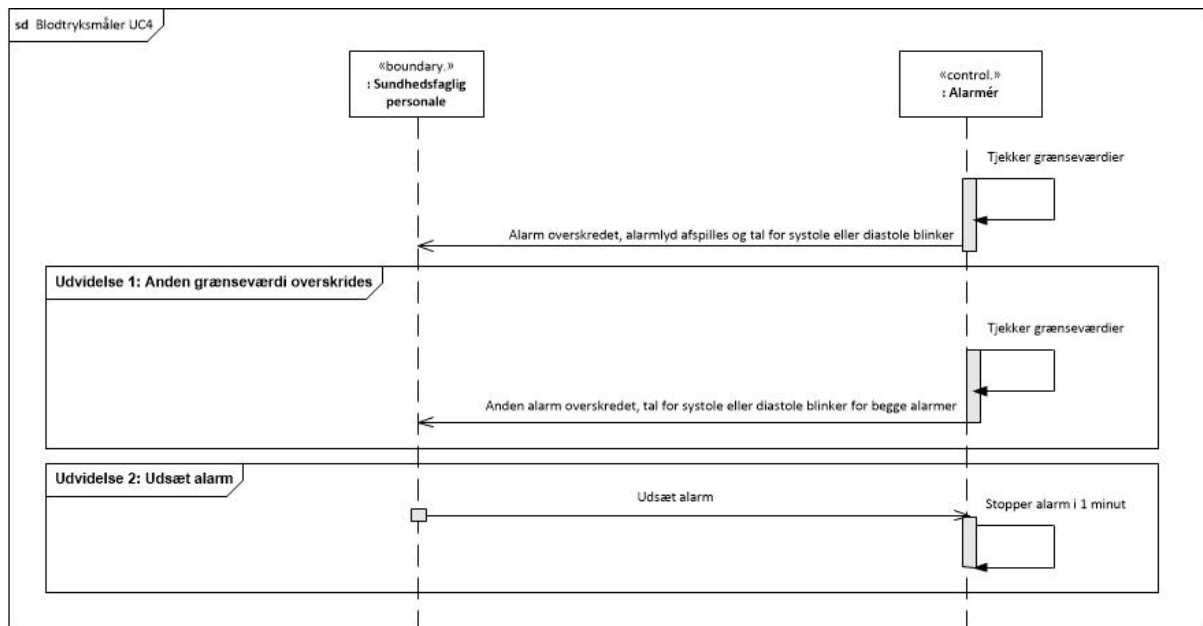 sd Blodtryksmåler UC4
«boundary.»
: Sundhedsfaglig
personale
«control.»
: Alarmér
Tjekker grænseværdier
Alarm overskredet, alarmlyd afspilles og tal for systole eller diastole blinker
Udvidelse 1: Anden grænseværdi overskrides
Tjekker grænseværdier
Anden alarm overskredet, tal for systole eller diastole blinker for begge alarmer
Udvidelse 2: Udsæt alarm
Udsæt alarm
Stopper alarm i 1 minut